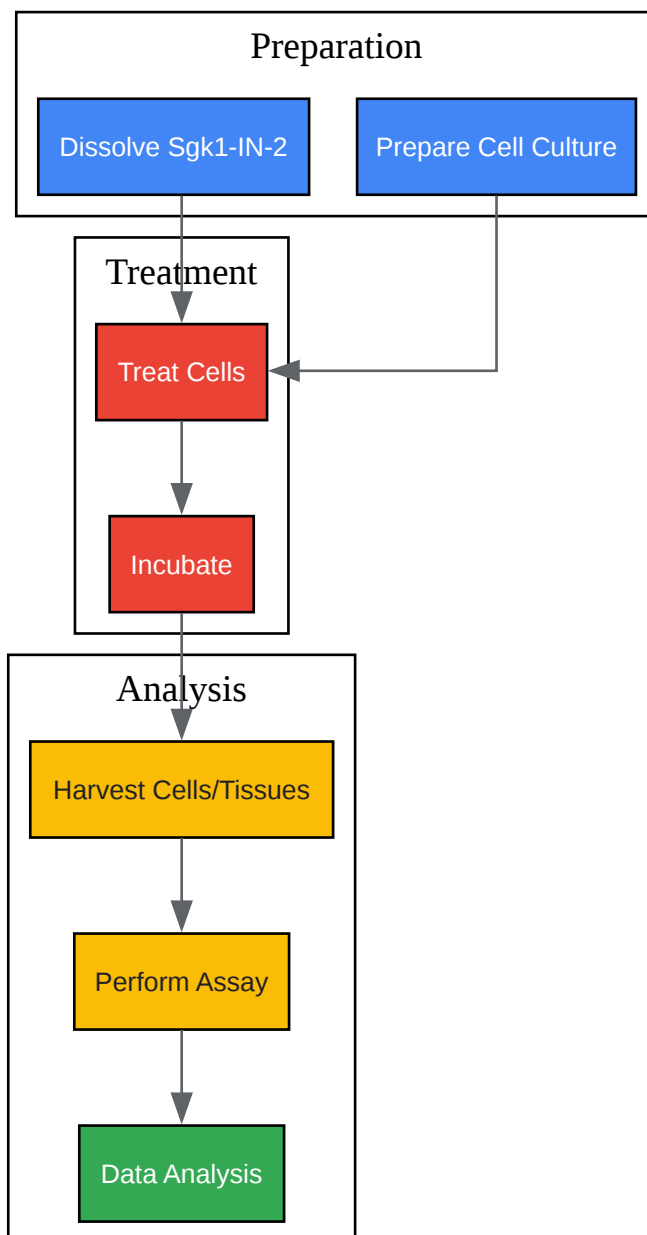 Preparation
Dissolve Sgk1-IN-2
Prepare Cell Culture
Treatment
Treat Cells
Incubate
Analysis
Harvest Cells/Tissues
Perform Assay
Data Analysis